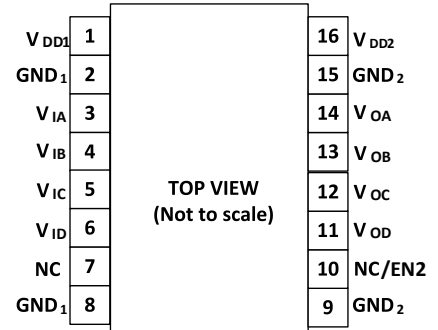 V DD1 1 16 V DD2
GND1 2 15 GND2
V IA 3 14 V OA
V IB 4 13 V OB
V IC 5 12 V OC
V ID 6 11 V OD
NC 7 10 NC/EN2
GND1 8 9 GND2
TOP VIEW
(Not to scale)